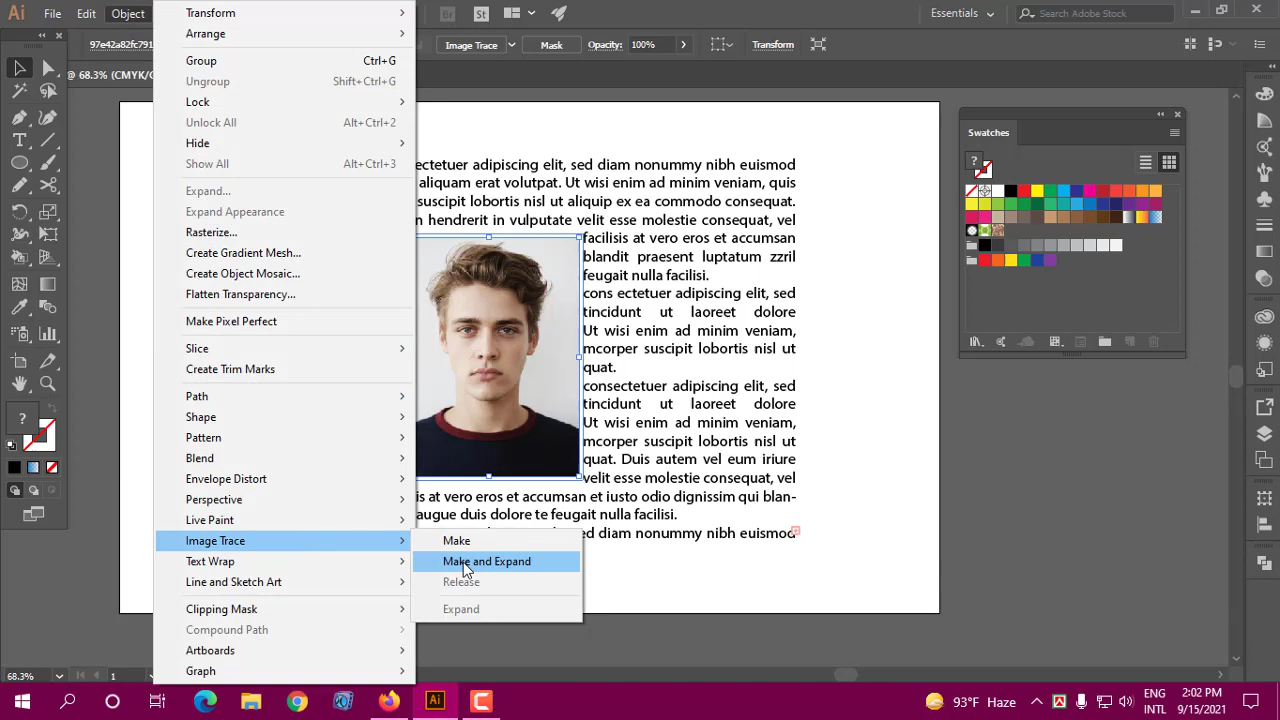 Ai File Edit Object
Br St Essentials Search Adobe Stock
97e42a82fc791
Image Trace Mask Opacity: 100% Transform
@ 68.3% (CMYK/G
Transform
Arrange
Group Ctrl+G
Ungroup Shift+Ctrl+G
Lock
Unlock All Alt+Ctrl+2
Hide
Show All Alt+Ctrl+3
Expand...
Expand Appearance
Rasterize...
Create Gradient Mesh...
Create Object Mosaic...
Flatten Transparency...
Make Pixel Perfect
Slice
Create Trim Marks
Path
Shape
Pattern
Blend
Envelope Distort
Perspective
Live Paint
Image Trace
Text Wrap
Line and Sketch Art
Clipping Mask
Compound Path
Artboards
Graph
Make
Make and Expand
Release
Expand
ectetuer adipiscing elit, sed diam nonummy nibh euismod
aliquam erat volutpat. Ut wisi enim ad minim veniam, quis
suscipit lobortis nisl ut aliquip ex ea commodo consequat.
n hendrerit in vulputate velit esse molestie consequat, vel
facilisis at vero eros et accumsan
blandit praesent luptatum zzril
feugait nulla facilisi.
cons ectetuer adipiscing elit, sed
tincidunt ut laoreet dolore
Ut wisi enim ad minim veniam,
mcorper suscipit lobortis nisl ut
quat.
consectetuer adipiscing elit, sed
tincidunt ut laoreet dolore
Ut wisi enim ad minim veniam,
mcorper suscipit lobortis nisl ut
quat. Duis autem vel eum iriure
velit esse molestie consequat, vel
is at vero eros et accumsan et iusto odio dignissim qui blan-
augue duis dolore te feugait nulla facilisi.
ed diam nonummy nibh euismod
Swatches
?
?
68.3% 1
93°F Haze
ENG
INTL
2:02 PM
9/15/2021